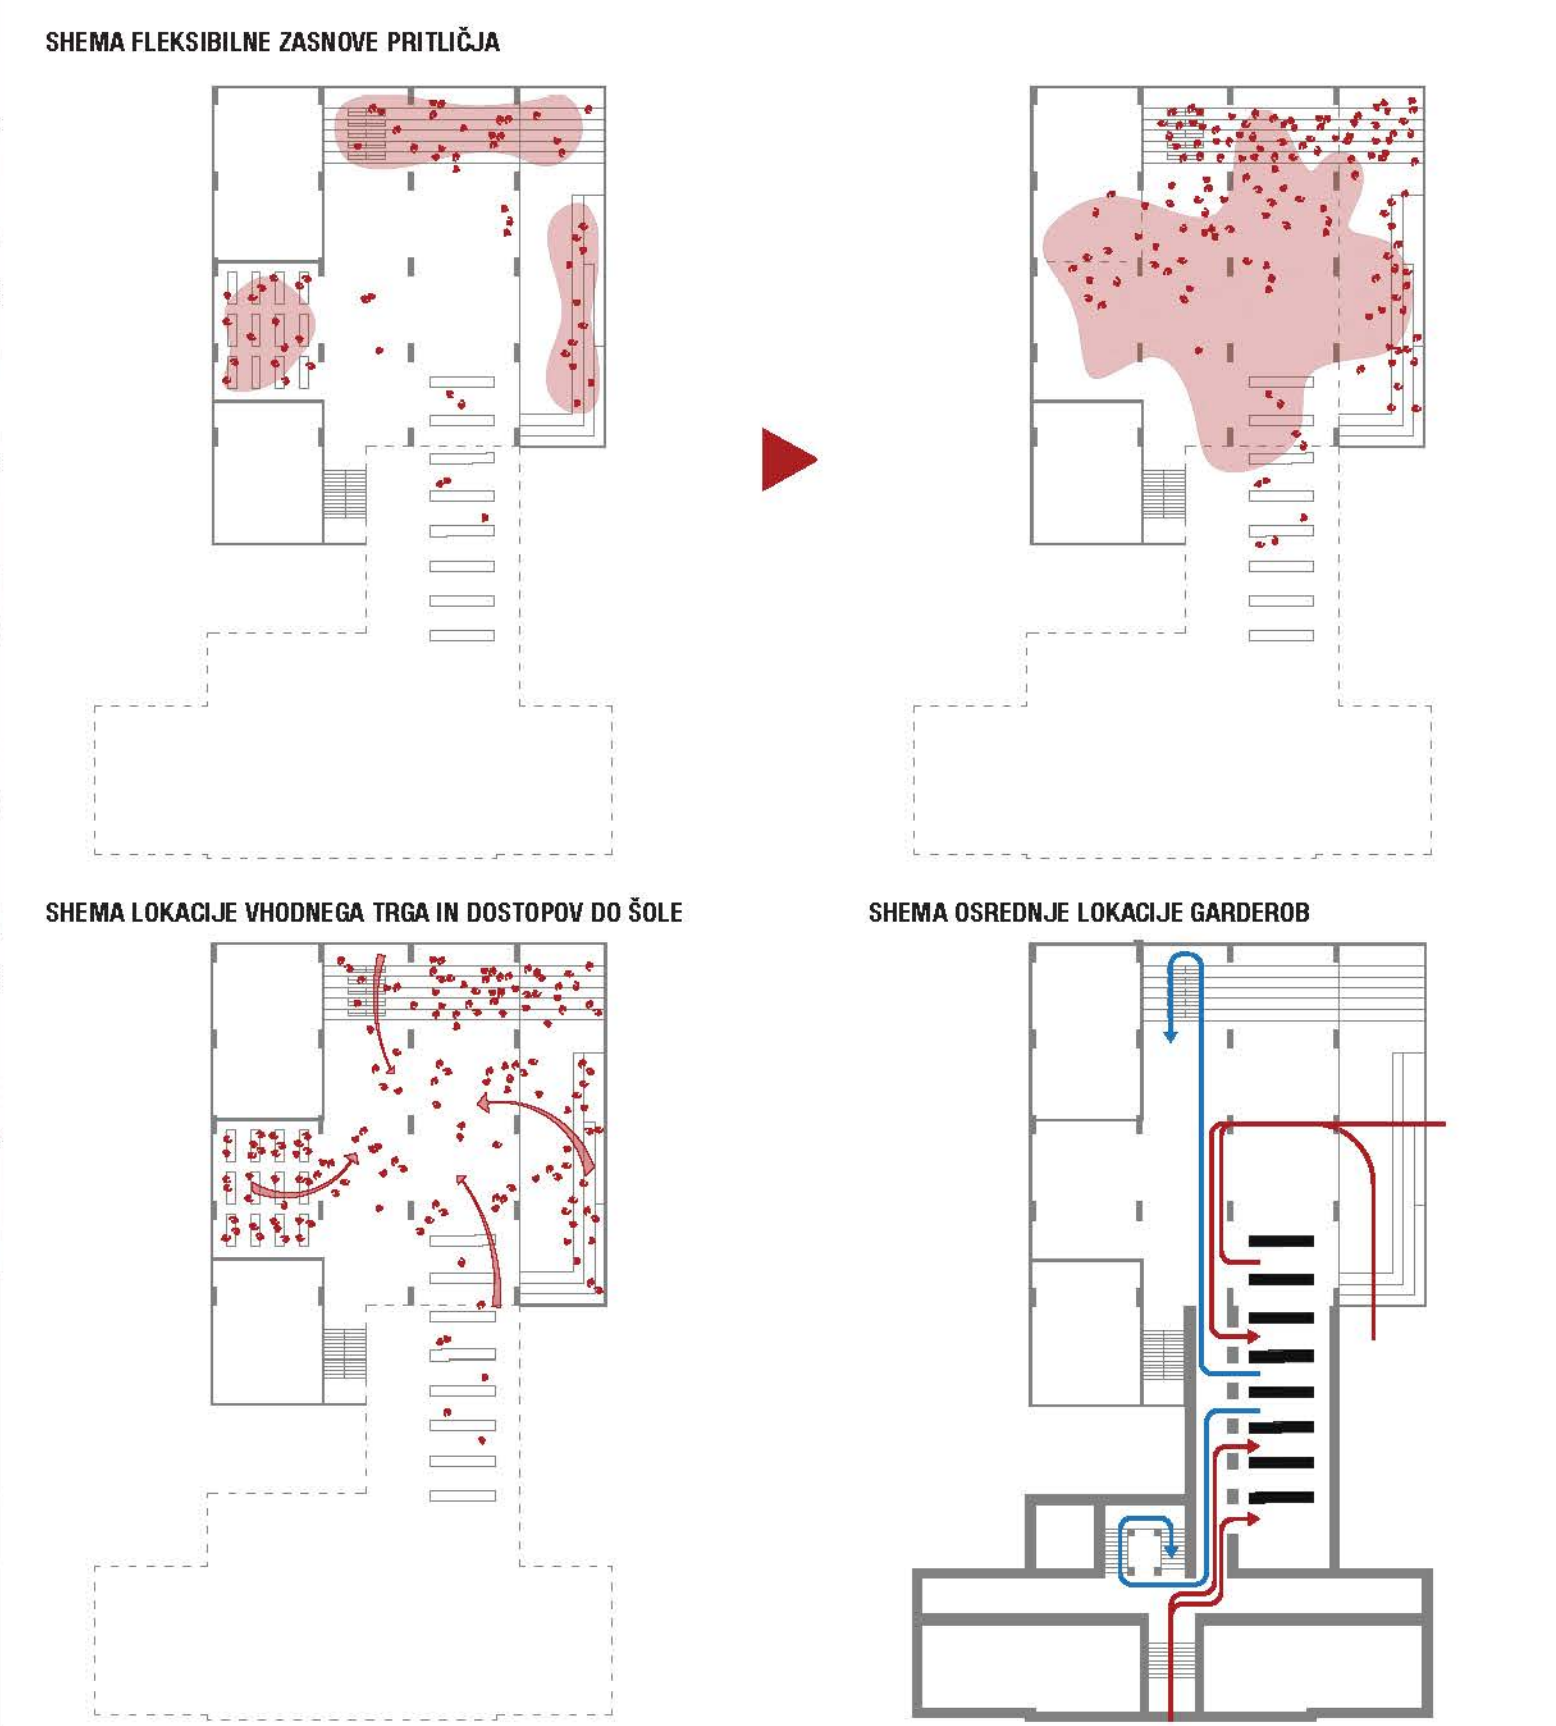 SHEMA FLEKSIBILNE ZASNOVE PRITLIČJA
SHEMA LOKACIJE VHODNEGA TRGA IN DOSTOPOV DO ŠOLE
SHEMA OSREDNJE LOKACIJE GARDEROB